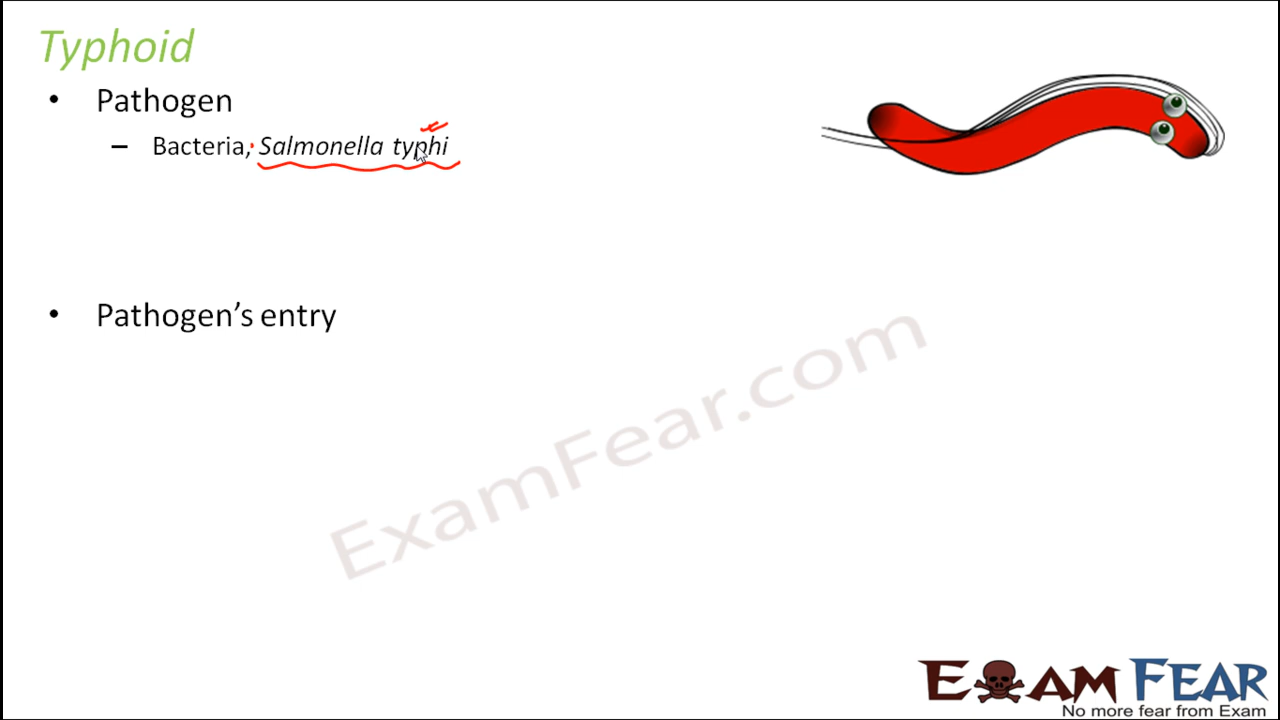 Typhoid
• Pathogen
– Bacteria, Salmonella typhi
• Pathogen’s entry
ExamFear.com
EXAM FEAR
No more fear from Exam